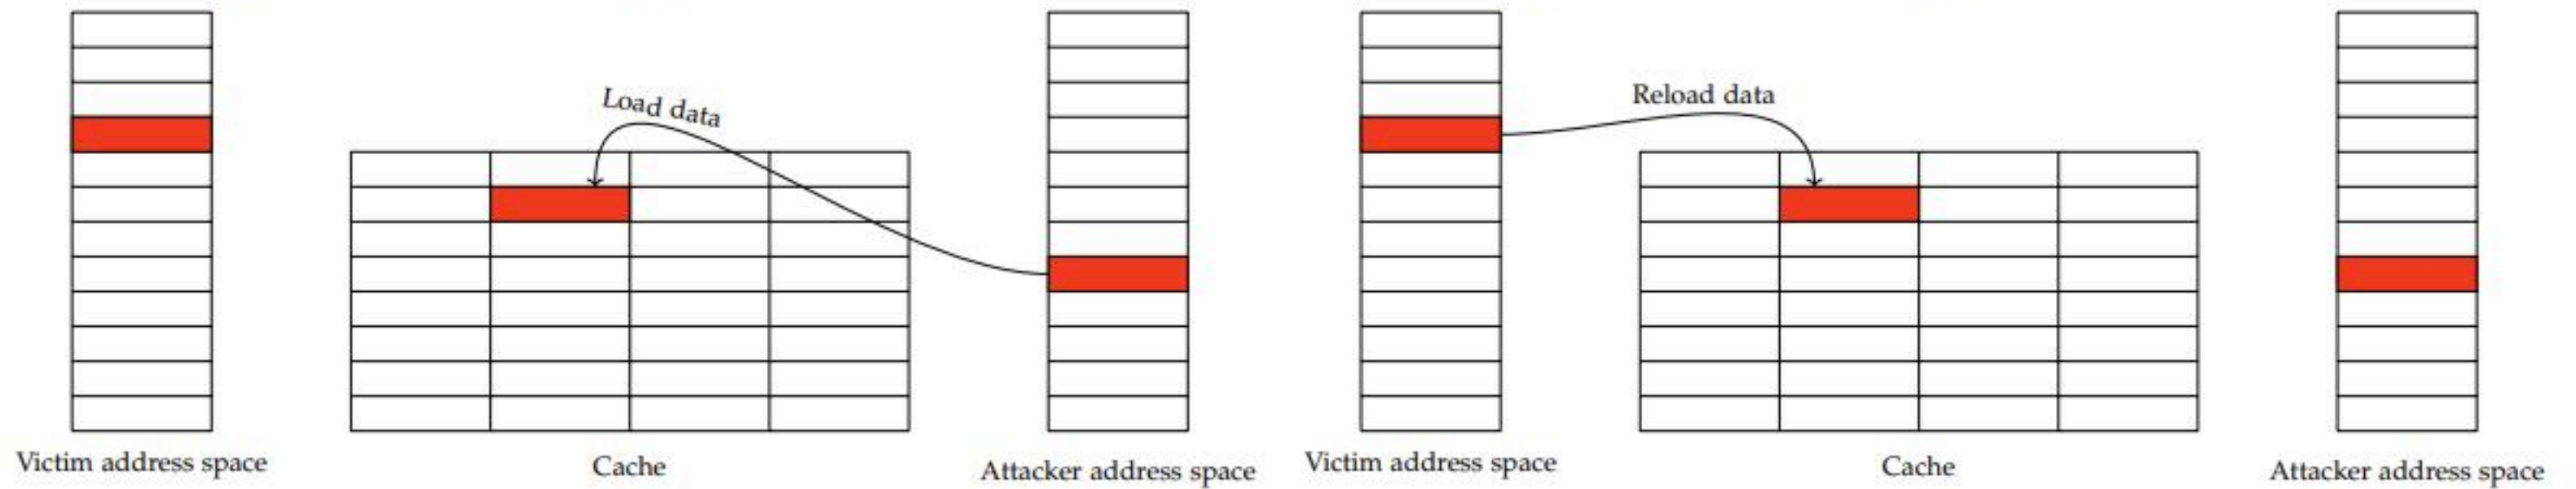 Load data
Victim address space
Cache
Attacker address space
Reload data
Victim address space
Cache
Attacker address space